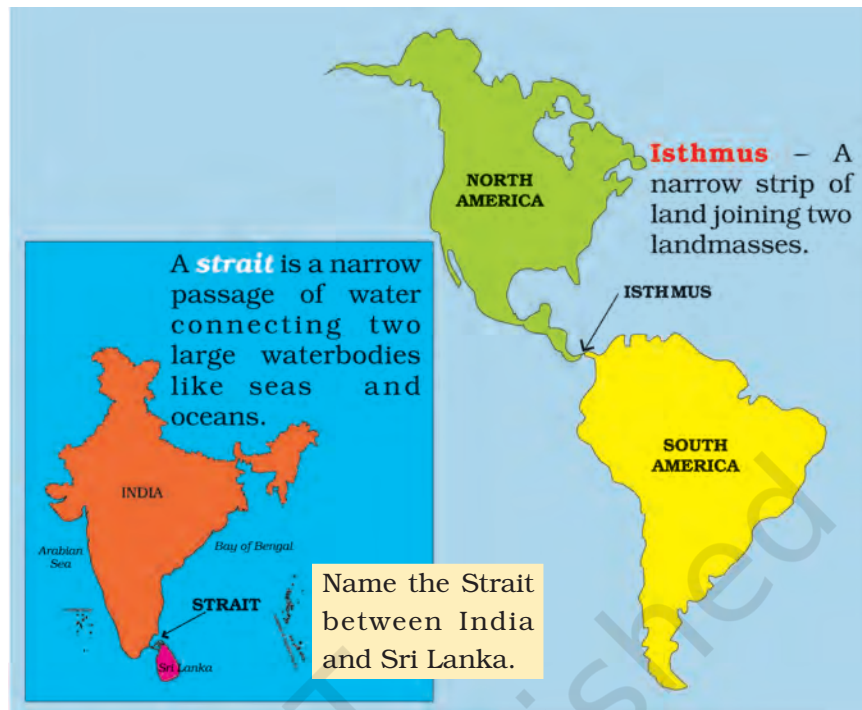 NORTH
AMERICA
Isthmus – A
narrow strip of
land joining two
landmasses.
ISTHMUS
SOUTH
AMERICA
A strait is a narrow
passage of water
connecting two
large waterbodies
like seas and
oceans.
INDIA
Arabian
Sea
Bay of Bengal
STRAIT
Sri Lanka
Name the Strait
between India
and Sri Lanka.